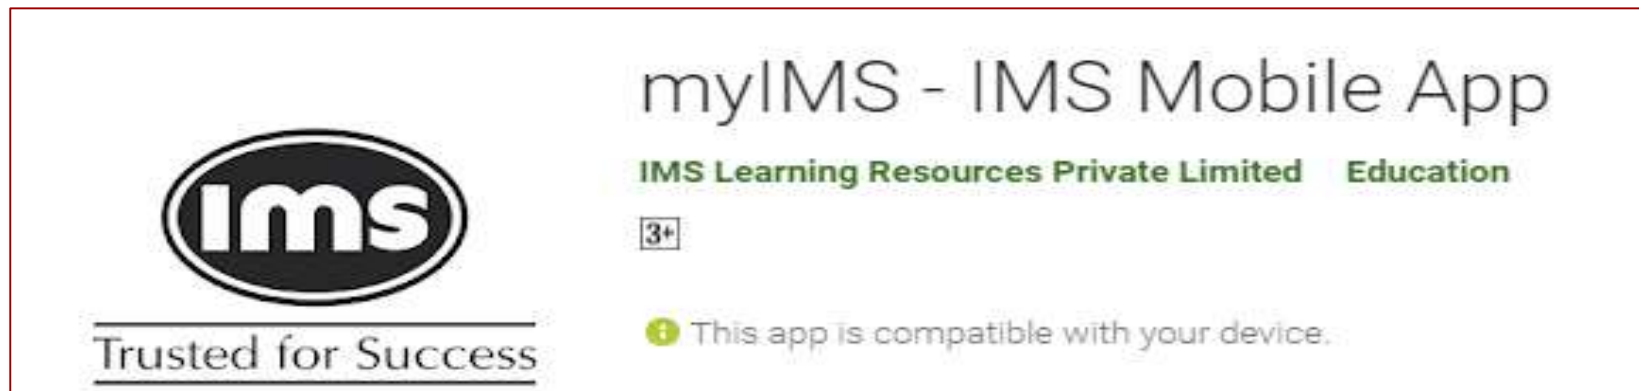 ims
Trusted for Success
myIMS - IMS Mobile App
IMS Learning Resources Private Limited Education
3+
This app is compatible with your device.